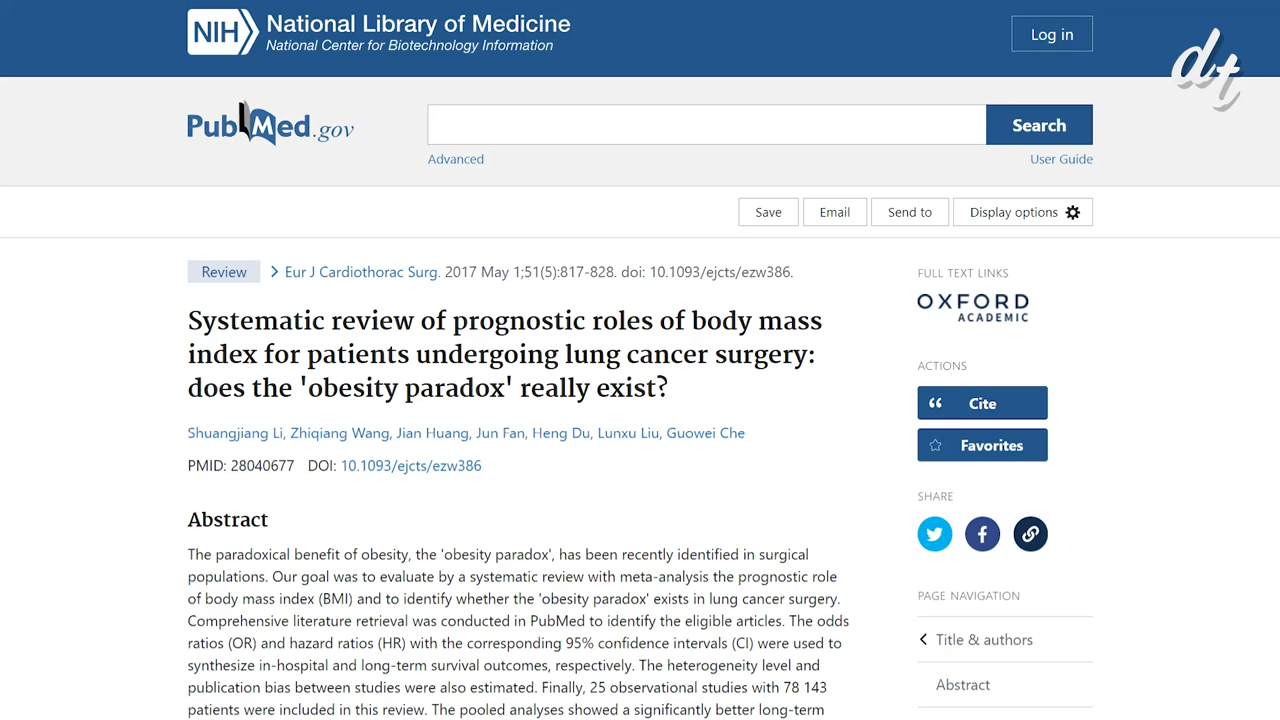 NIH National Library of Medicine
National Center for Biotechnology Information
Log in
dt
PubMed.gov
Search
Advanced
User Guide
Save
Email
Send to
Display options
Review
Eur J Cardiothorac Surg. 2017 May 1;51(5):817-828. doi: 10.1093/ejcts/ezw386.
Systematic review of prognostic roles of body mass
index for patients undergoing lung cancer surgery:
does the 'obesity paradox' really exist?
Shuangjiang Li, Zhiqiang Wang, Jian Huang, Jun Fan, Heng Du, Lunxu Liu, Guowei Che
PMID: 28040677 DOI: 10.1093/ejcts/ezw386
Abstract
The paradoxical benefit of obesity, the 'obesity paradox', has been recently identified in surgical
populations. Our goal was to evaluate by a systematic review with meta-analysis the prognostic role
of body mass index (BMI) and to identify whether the 'obesity paradox' exists in lung cancer surgery.
Comprehensive literature retrieval was conducted in PubMed to identify the eligible articles. The odds
ratios (OR) and hazard ratios (HR) with the corresponding 95% confidence intervals (CI) were used to
synthesize in-hospital and long-term survival outcomes, respectively. The heterogeneity level and
publication bias between studies were also estimated. Finally, 25 observational studies with 78 143
patients were included in this review. The pooled analyses showed a significantly better long-term
FULL TEXT LINKS
OXFORD
ACADEMIC
ACTIONS
Cite
Favorites
SHARE
PAGE NAVIGATION
Title & authors
Abstract